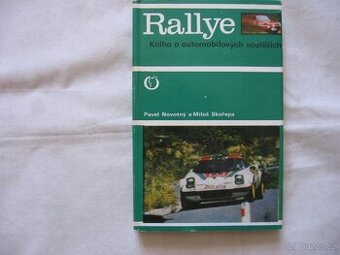 Rallye
Kniha o automobilových soutěžích
Pavel Novotný a Miloš Skořepa